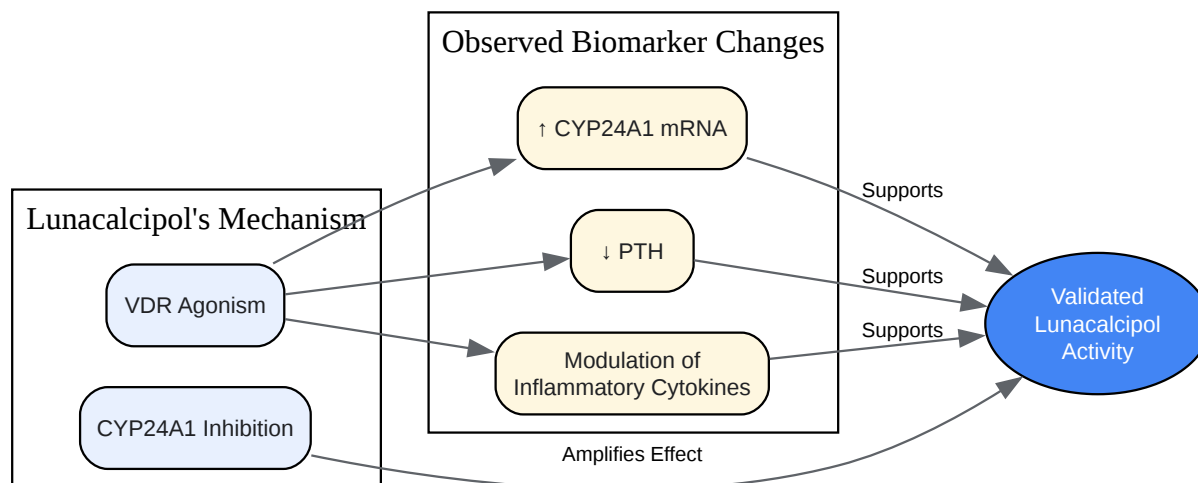 Observed Biomarker Changes
↑ CYP24A1 mRNA
Supports
Lunacalcipol's Mechanism
↓ PTH
VDR Agonism
Supports
Validated
Lunacalcipol
Activity
Supports
Modulation of
Inflammatory Cytokines
CYP24A1 Inhibition
Amplifies Effect